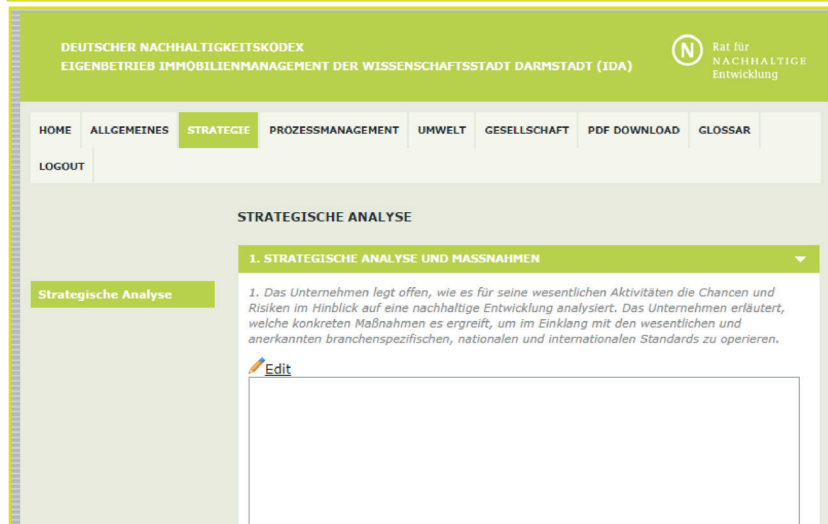 DEUTSCHER NACHHALTIGKEITSKODEX
EIGENBETRIEB IMMOBILIENMANAGEMENT DER WISSENSCHAFTSSTADT DARMSTADT (IDA)
N
Rat für
NACHHALTIGE
Entwicklung
HOME ALLGEMEINES STRATEGIE PROZESSMANAGEMENT UMWELT GESELLSCHAFT PDF DOWNLOAD GLOSSAR
LOGOUT
STRATEGISCHE ANALYSE
1. STRATEGISCHE ANALYSE UND MASSNAHMEN
Strategische Analyse
1. Das Unternehmen legt offen, wie es für seine wesentlichen Aktivitäten die Chancen und
Risiken im Hinblick auf eine nachhaltige Entwicklung analysiert. Das Unternehmen erläutert,
welche konkreten Maßnahmen es ergreift, um im Einklang mit den wesentlichen und
anerkannten branchenspezifischen, nationalen und internationalen Standards zu operieren.
Edit